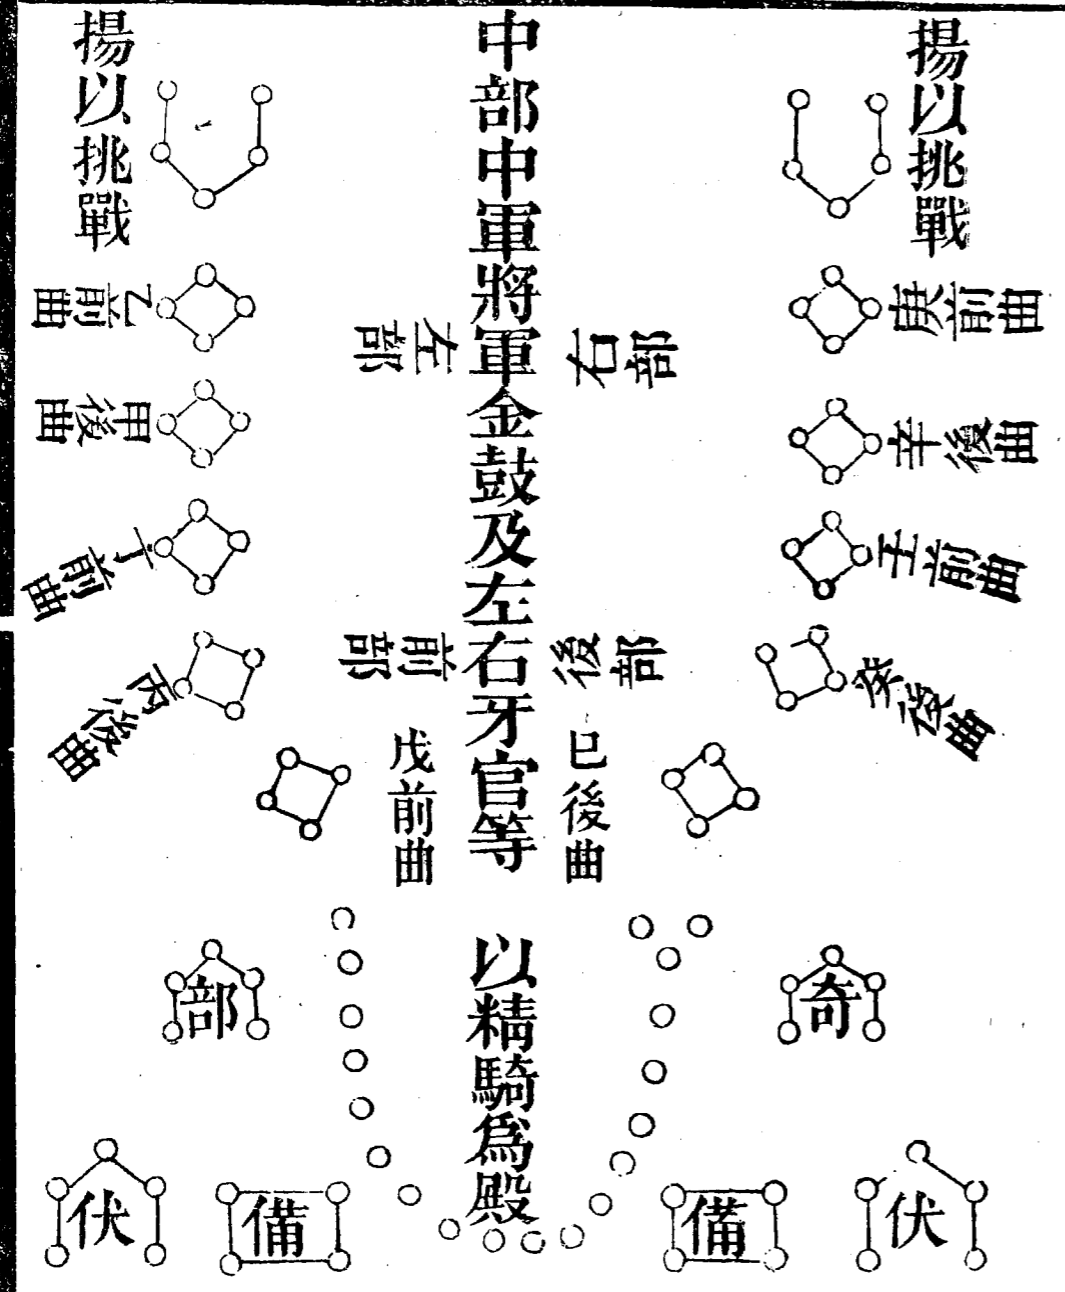 揚以挑戰
庚前曲
辛後曲
王前曲
癸後曲
右部
後部
巳後曲
中部中軍將軍金鼓及左右牙官等
以精騎為殿
左部
前部
戊前曲
揚以挑戰
乙前曲
甲後曲
丁前曲
丙後曲
奇
部
伏
備
備
伏